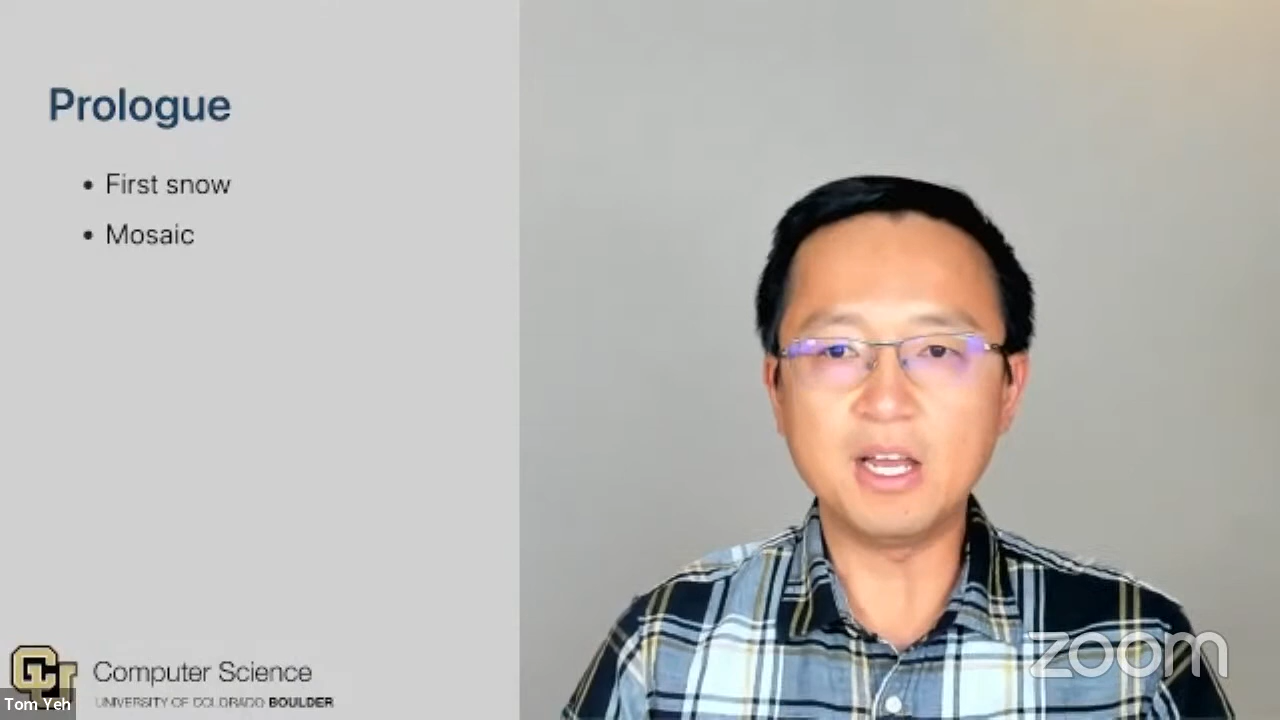 Prologue
• First snow
• Mosaic
Computer Science
UNIVERSITY OF COLORADO BOULDER
Tom Yeh
zoom